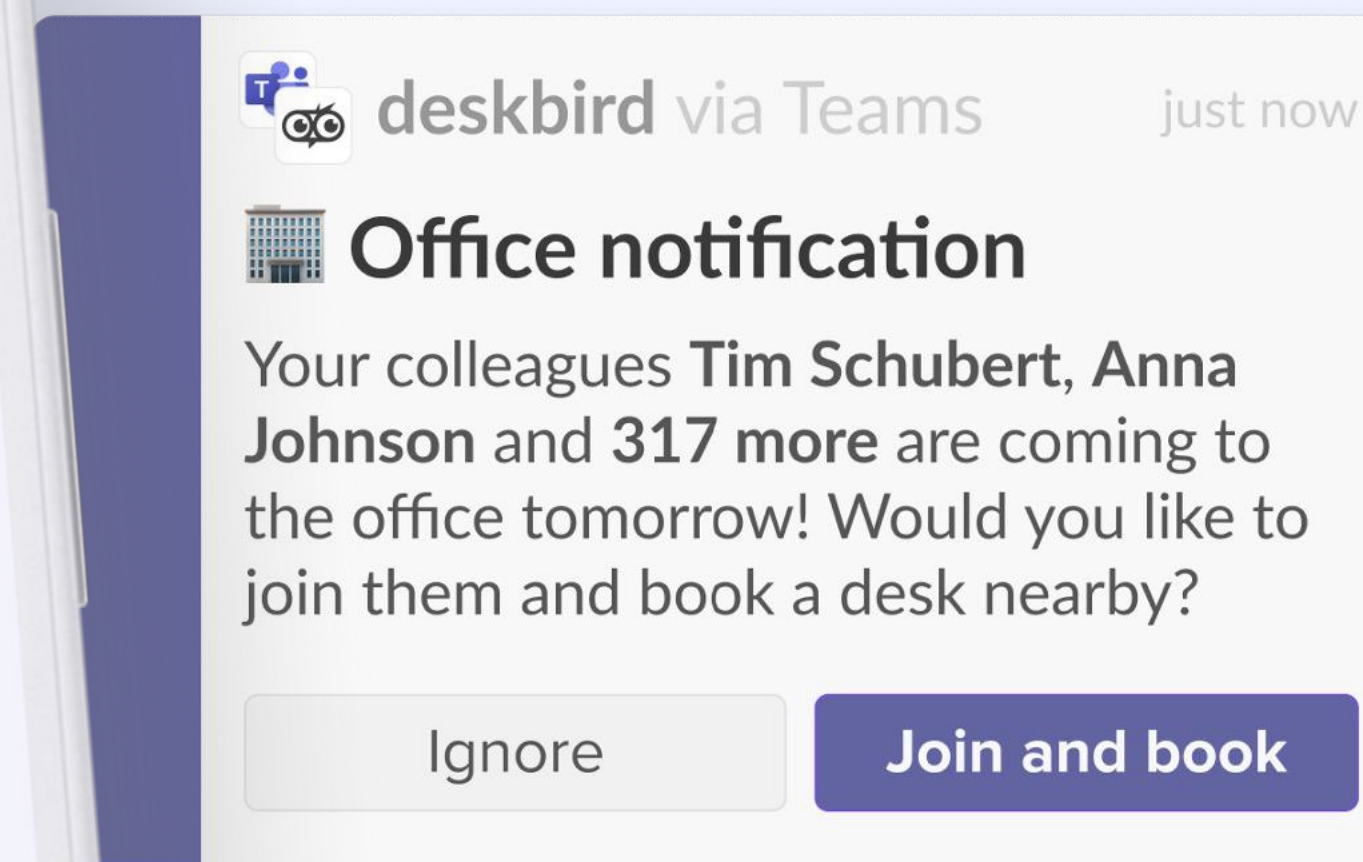 T
deskbird via Teams
just now
Office notification
Your colleagues Tim Schubert, Anna
Johnson and 317 more are coming to
the office tomorrow! Would you like to
join them and book a desk nearby?
Ignore
Join and book